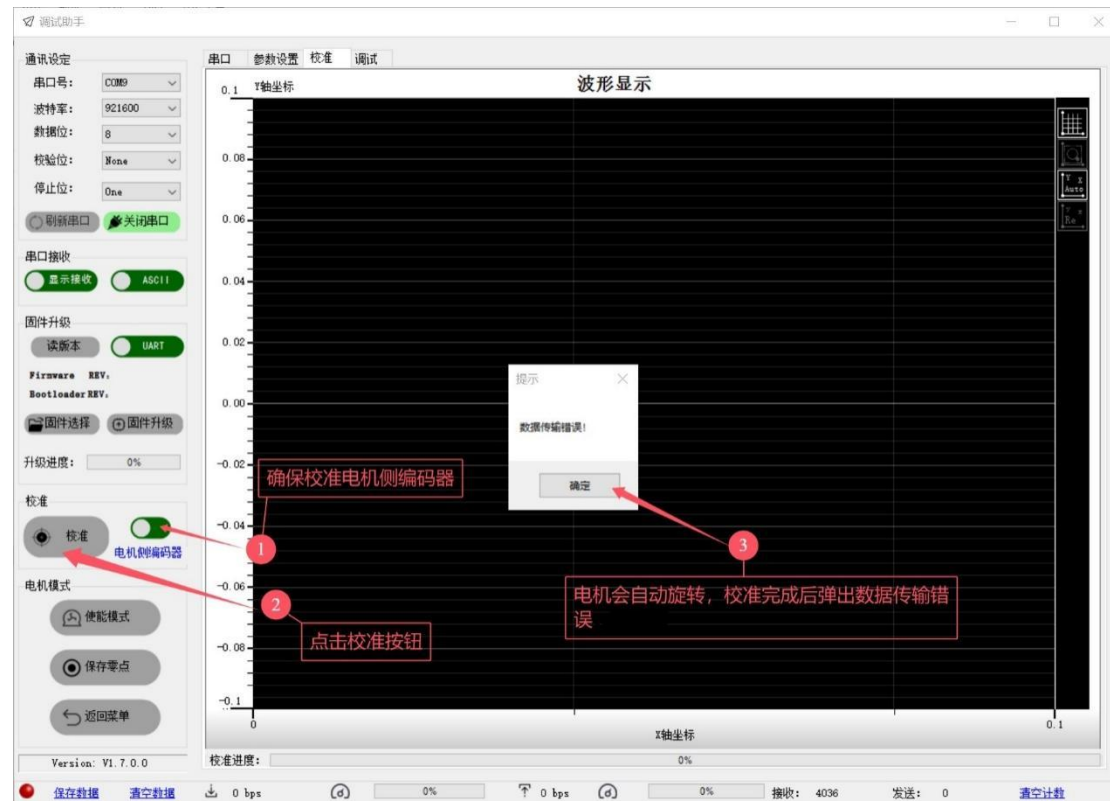 调试助手
通讯设定
串口号： COM9
波特率： 921600
数据位： 8
校验位： None
停止位： One
刷新串口 关闭串口
串口接收
显示接收 ASCII
固件升级
读版本 UART
Firmware REV:
Bootloader REV:
固件选择 固件升级
升级进度： 0%
校准
校准
电机侧编码器
电机模式
使能模式
保存零点
返回菜单
Version: V1.7.0.0
串口 参数设置 校准 调试
波形显示
Y轴坐标
0.1
0.08
0.06
0.04
0.02
0.00
-0.02
-0.04
-0.06
-0.08
-0.1
0 0.1
X轴坐标
Y X
Auto
Y x
Re
提示
数据传输错误!
确定
确保校准电机侧编码器
1
2
点击校准按钮
3
电机会自动旋转，校准完成后弹出数据传输错
误
校准进度： 0%
保存数据 清空数据 0 bps 0% 0 bps 0% 接收： 4036 发送： 0 清空计数